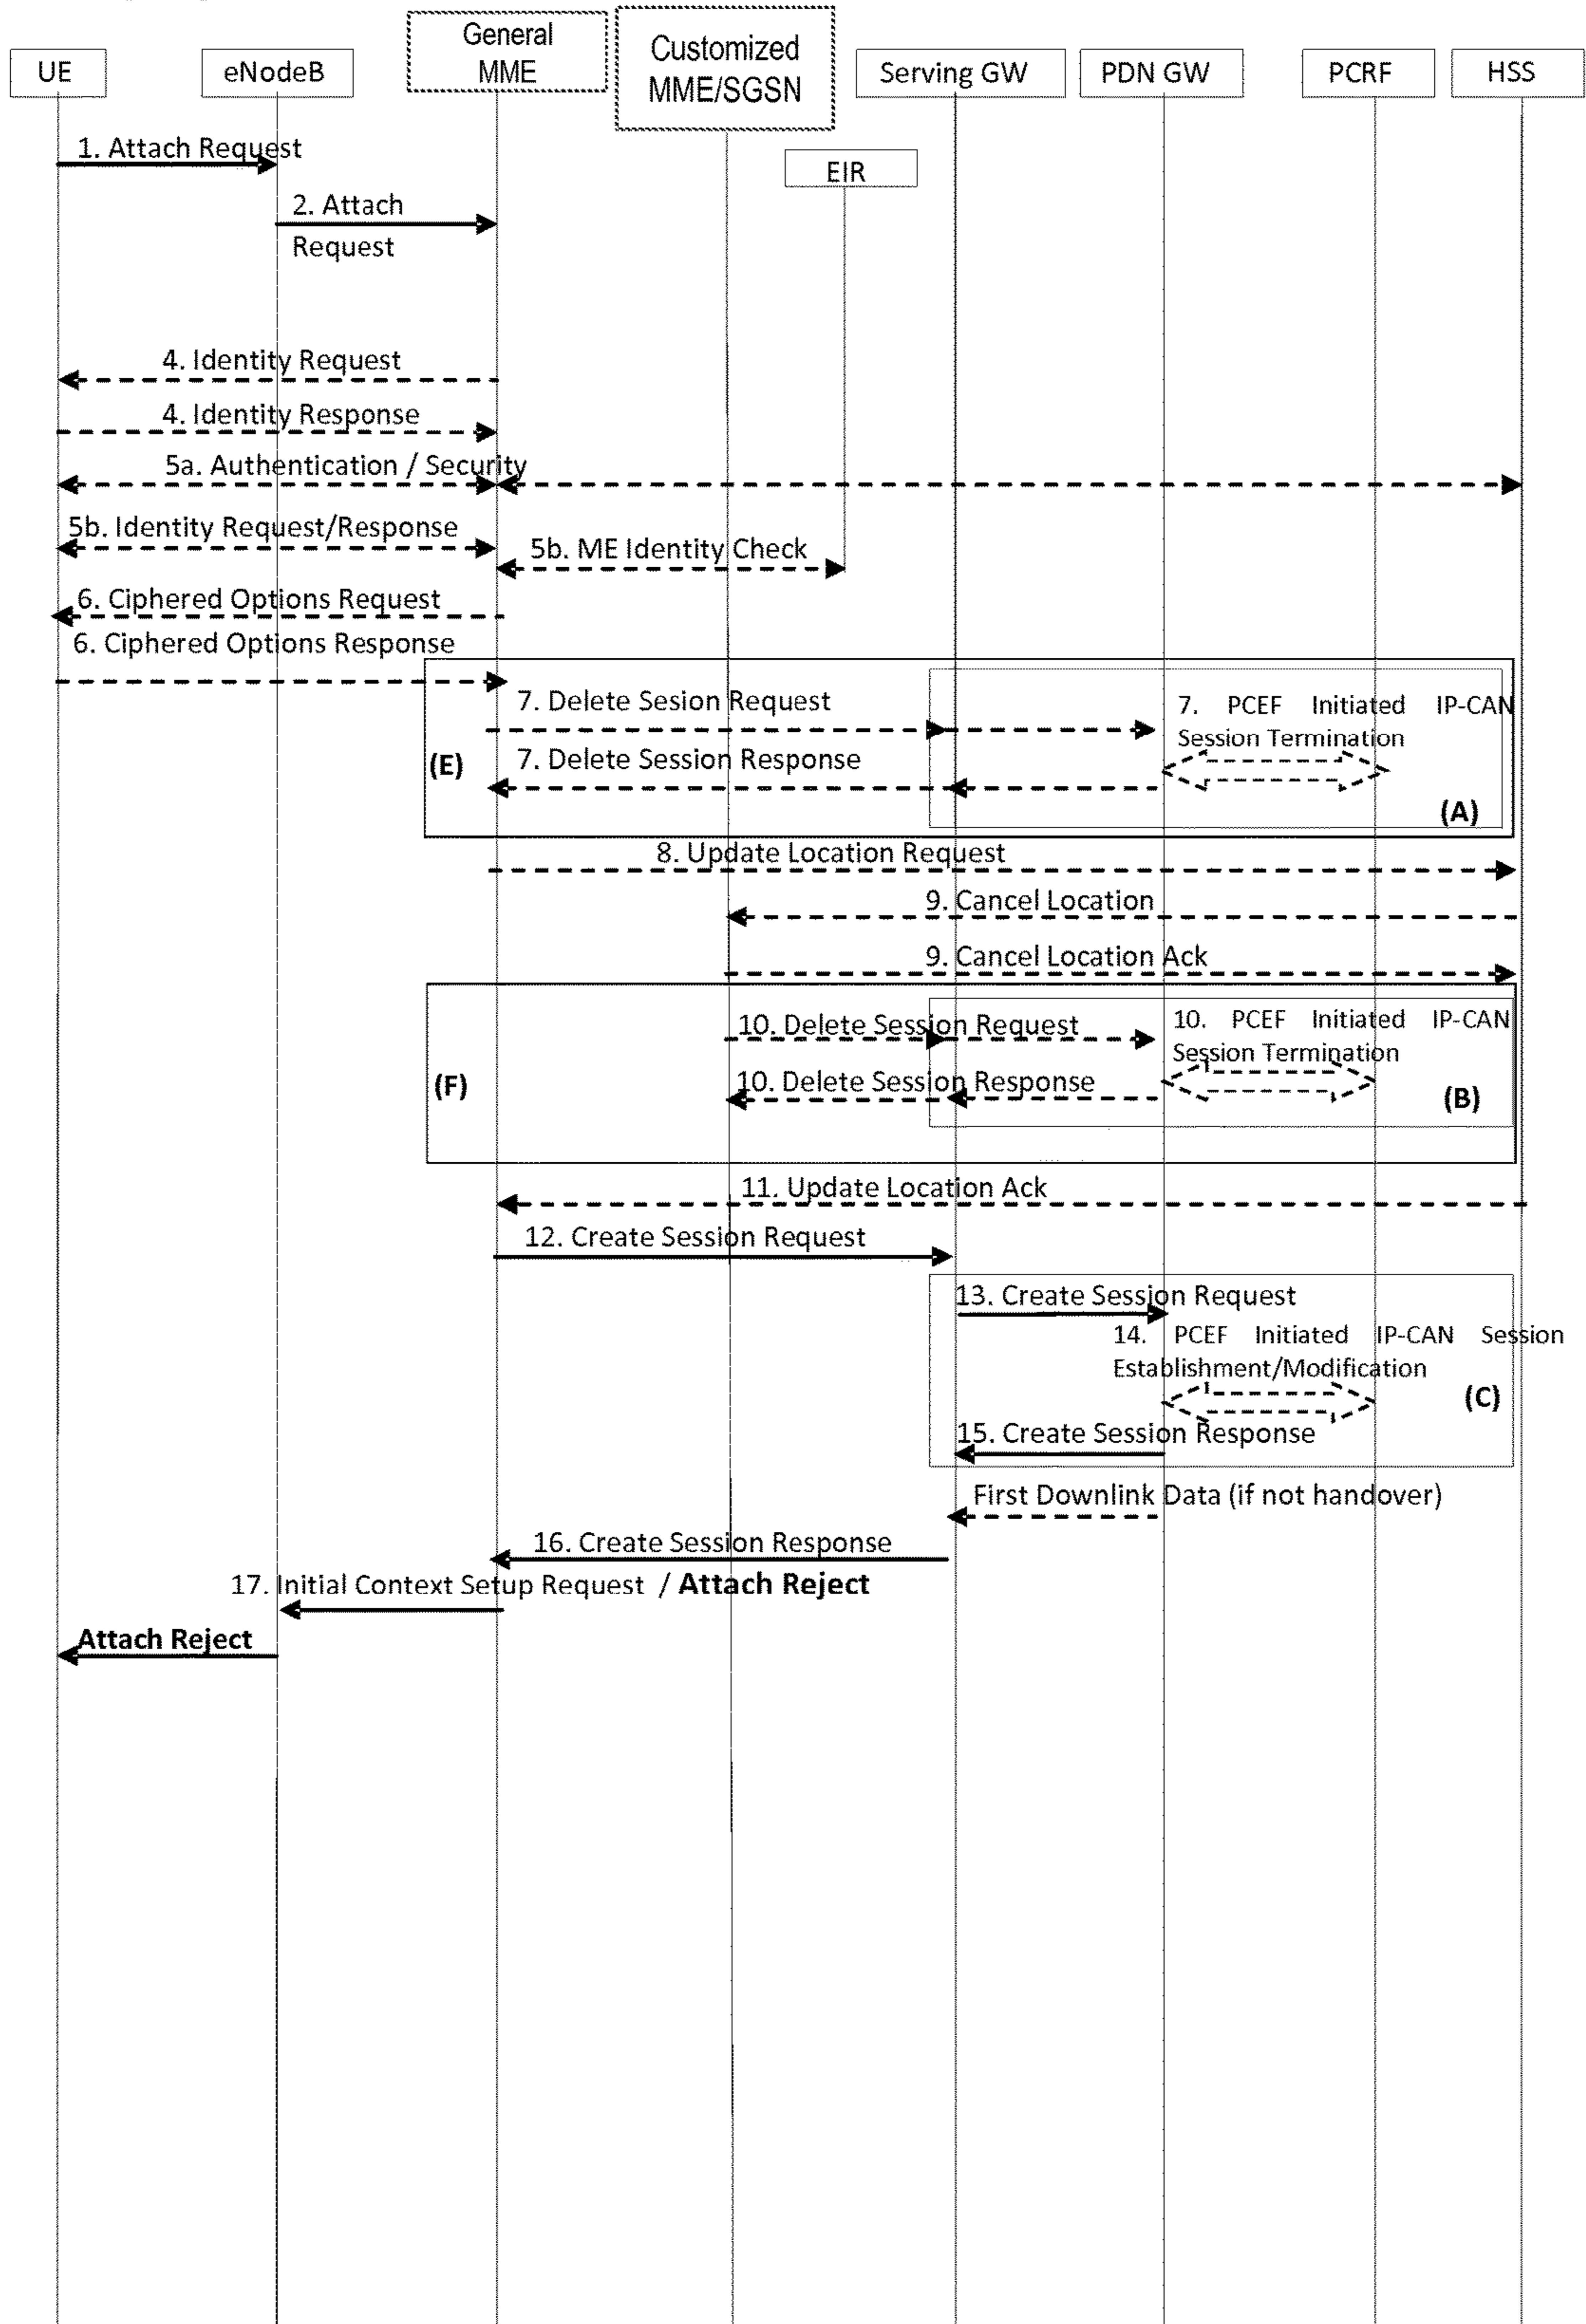 UE
eNodeB
General
MME
Customized
MME/SGSN
Serving GW
PDN GW
PCRF
HSS
EIR
1. Attach Request
2. Attach
Request
4. Identity Request
4. Identity Response
5a. Authentication / Security
5b. Identity Request/Response
5b. ME Identity Check
6. Ciphered Options Request
6. Ciphered Options Response
7. Delete Sesion Request
7. PCEF Initiated IP-CAN
Session Termination
7. Delete Session Response
(E)
(A)
8. Update Location Request
9. Cancel Location
9. Cancel Location Ack
10. Delete Session Request
10. PCEF Initiated IP-CAN
Session Termination
10. Delete Session Response
(F)
(B)
11. Update Location Ack
12. Create Session Request
13. Create Session Request
14. PCEF Initiated IP-CAN Session
Establishment/Modification
(C)
15. Create Session Response
First Downlink Data (if not handover)
16. Create Session Response
17. Initial Context Setup Request / Attach Reject
Attach Reject